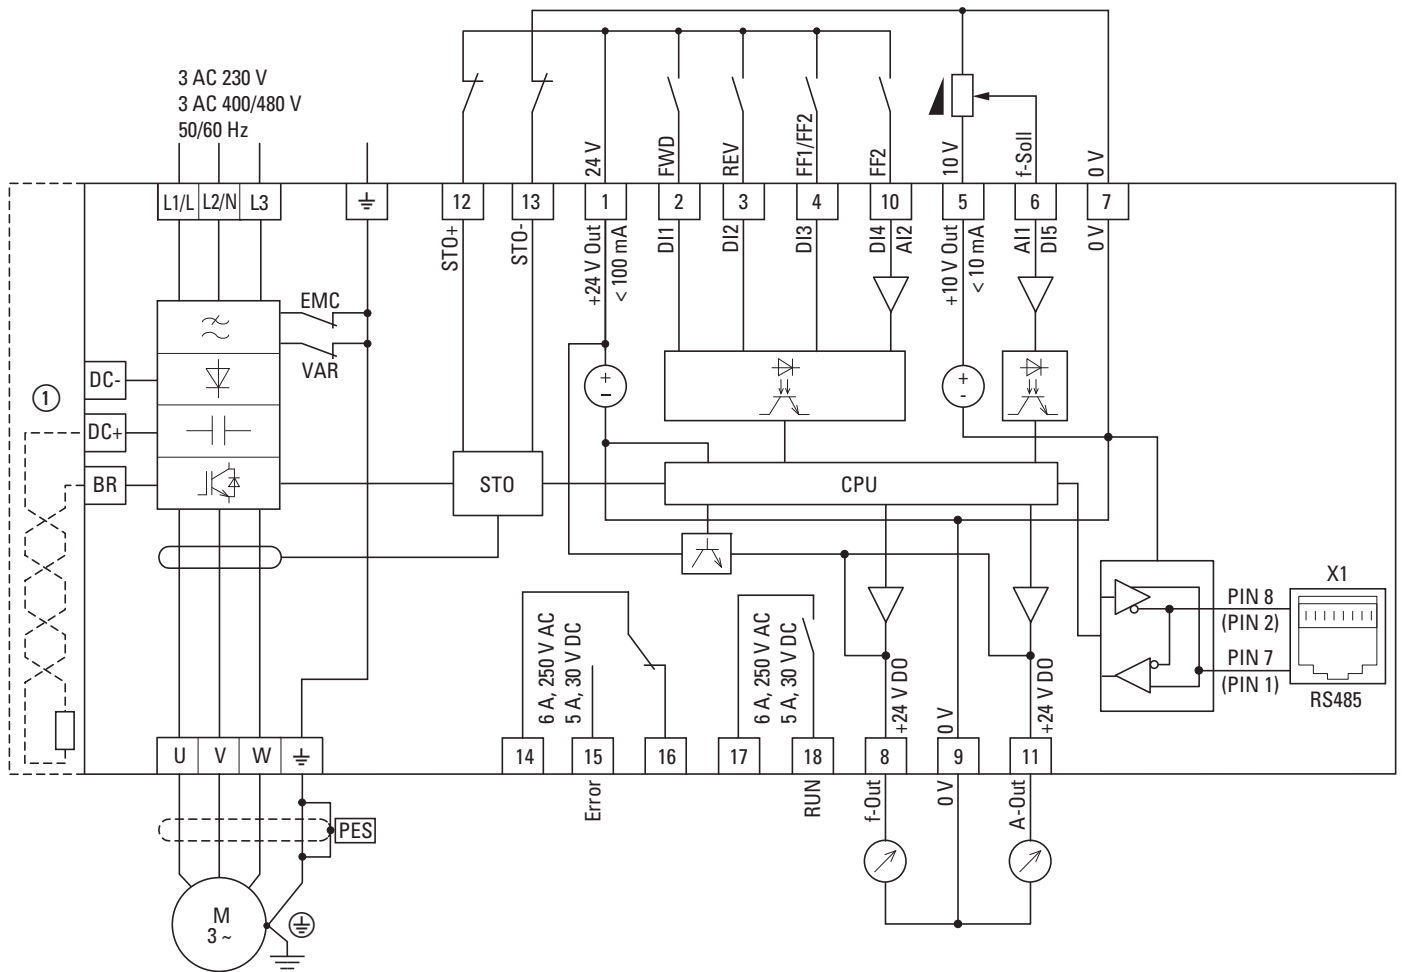 3 AC 230 V
3 AC 400/480 V
50/60 Hz
24 V
FWD
REV
FF1/FF2
FF2
10 V
f-Soll
0 V
L1/L
L2/N
L3
12
13
1
2
3
4
10
5
6
7
STO+
STO-
+24 V Out
< 100 mA
DI1
DI2
DI3
DI4
AI2
+10 V Out
< 10 mA
AI1
DI5
0 V
EMC
VAR
+
–
+
-
1
DC-
DC+
BR
STO
CPU
X1
PIN 8
(PIN 2)
PIN 7
(PIN 1)
RS485
6 A, 250 V AC
5 A, 30 V DC
6 A, 250 V AC
5 A, 30 V DC
+24 V DO
0 V
+24 V DO
U
V
W
14
15
16
17
18
8
9
11
Error
RUN
f-Out
0 V
A-Out
PES
M
3 ~